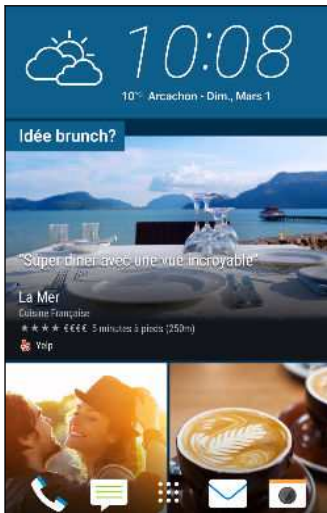 10:08
10°C Arcachon - Dim., Mars 1
Idée brunch?
"Super dîner avec une vue incroyable"
La Mer
Cuisine Française
★★★★ €€€€ 5 minutes à pieds (250m)
Yelp